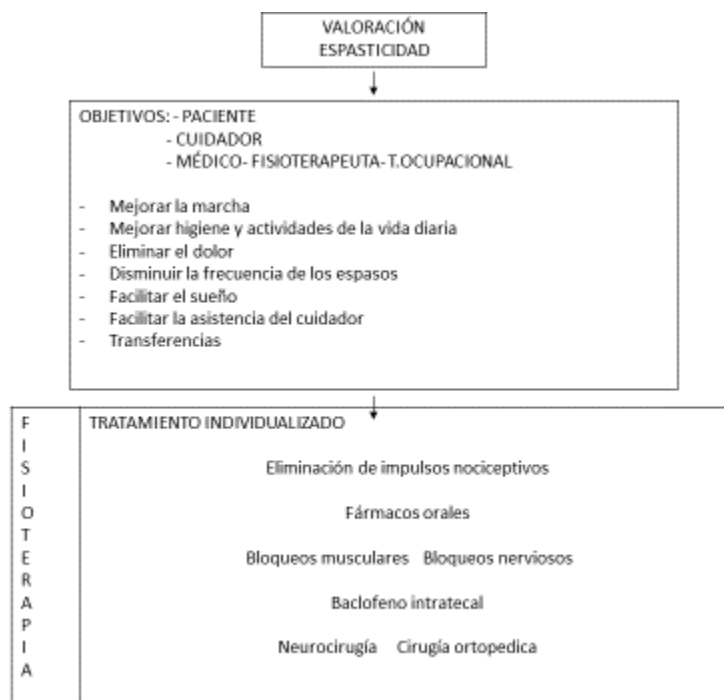 VALORACIÓN
ESPASTICIDAD
OBJETIVOS: - PACIENTE
- CUIDADOR
- MÉDICO- FISIOTERAPEUTA- T.OCUPACIONAL
- Mejorar la marcha
- Mejorar higiene y actividades de la vida diaria
- Eliminar el dolor
- Disminuir la frecuencia de los espasos
- Facilitar el sueño
- Facilitar la asistencia del cuidador
- Transferencias
F
I
S
I
O
T
E
R
A
P
I
A
TRATAMIENTO INDIVIDUALIZADO
Eliminación de impulsos nociceptivos
Fármacos orales
Bloqueos musculares Bloqueos nerviosos
Baclofeno intratecal
Neurocirugía Cirugía ortopedica